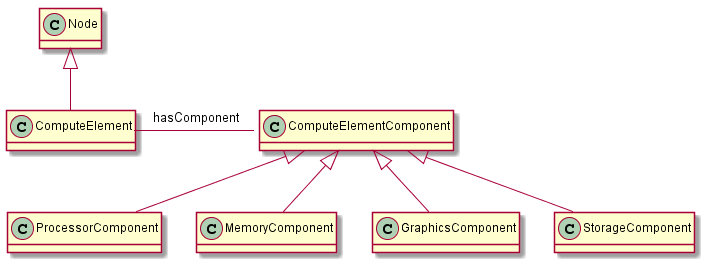 C Node
C ComputeElement
hasComponent
C ComputeElementComponent
C ProcessorComponent
C MemoryComponent
C GraphicsComponent
C StorageComponent